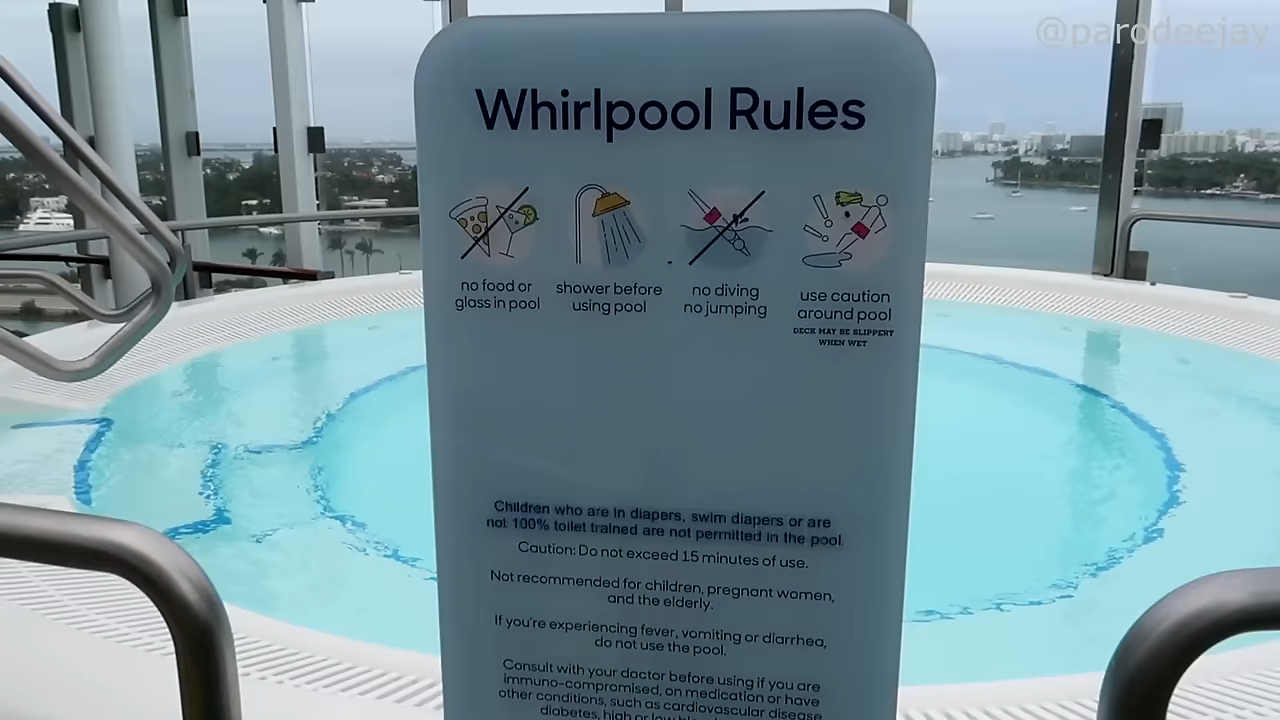 @parodeejay
Whirlpool Rules
no food or
glass in pool
shower before
using pool
no diving
no jumping
use caution
around pool
DECK MAY BE SLIPPERY
WHEN WET
Children who are in diapers, swim diapers or are
not 100% toilet trained are not permitted in the pool.
Caution: Do not exceed 15 minutes of use.
Not recommended for children, pregnant women,
and the elderly.
If you're experiencing fever, vomiting or diarrhea,
do not use the pool.
Consult with your doctor before using if you are
immuno-compromised, on medication or have
other conditions, such as cardiovascular disease
diabetes, high or low